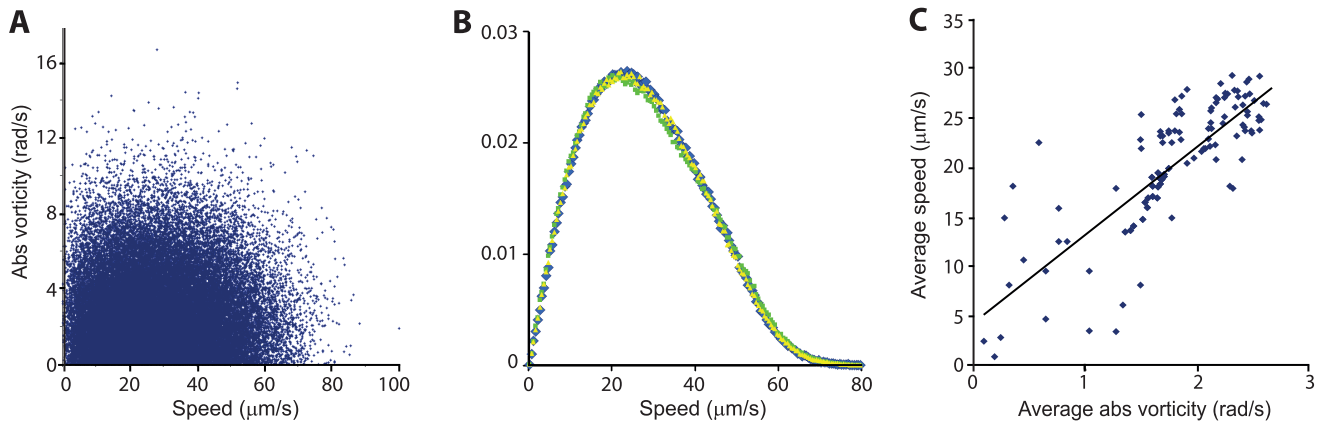 A
Abs vorticity (rad/s)
16
12
8
4
0
0 20 40 60 80 100
Speed (μm/s)
B
0.03
0.02
0.01
0
0 20 40 60 80
Speed (μm/s)
C
Average speed (μm/s)
35
30
25
20
15
10
5
0
0 1 2 3
Average abs vorticity (rad/s)